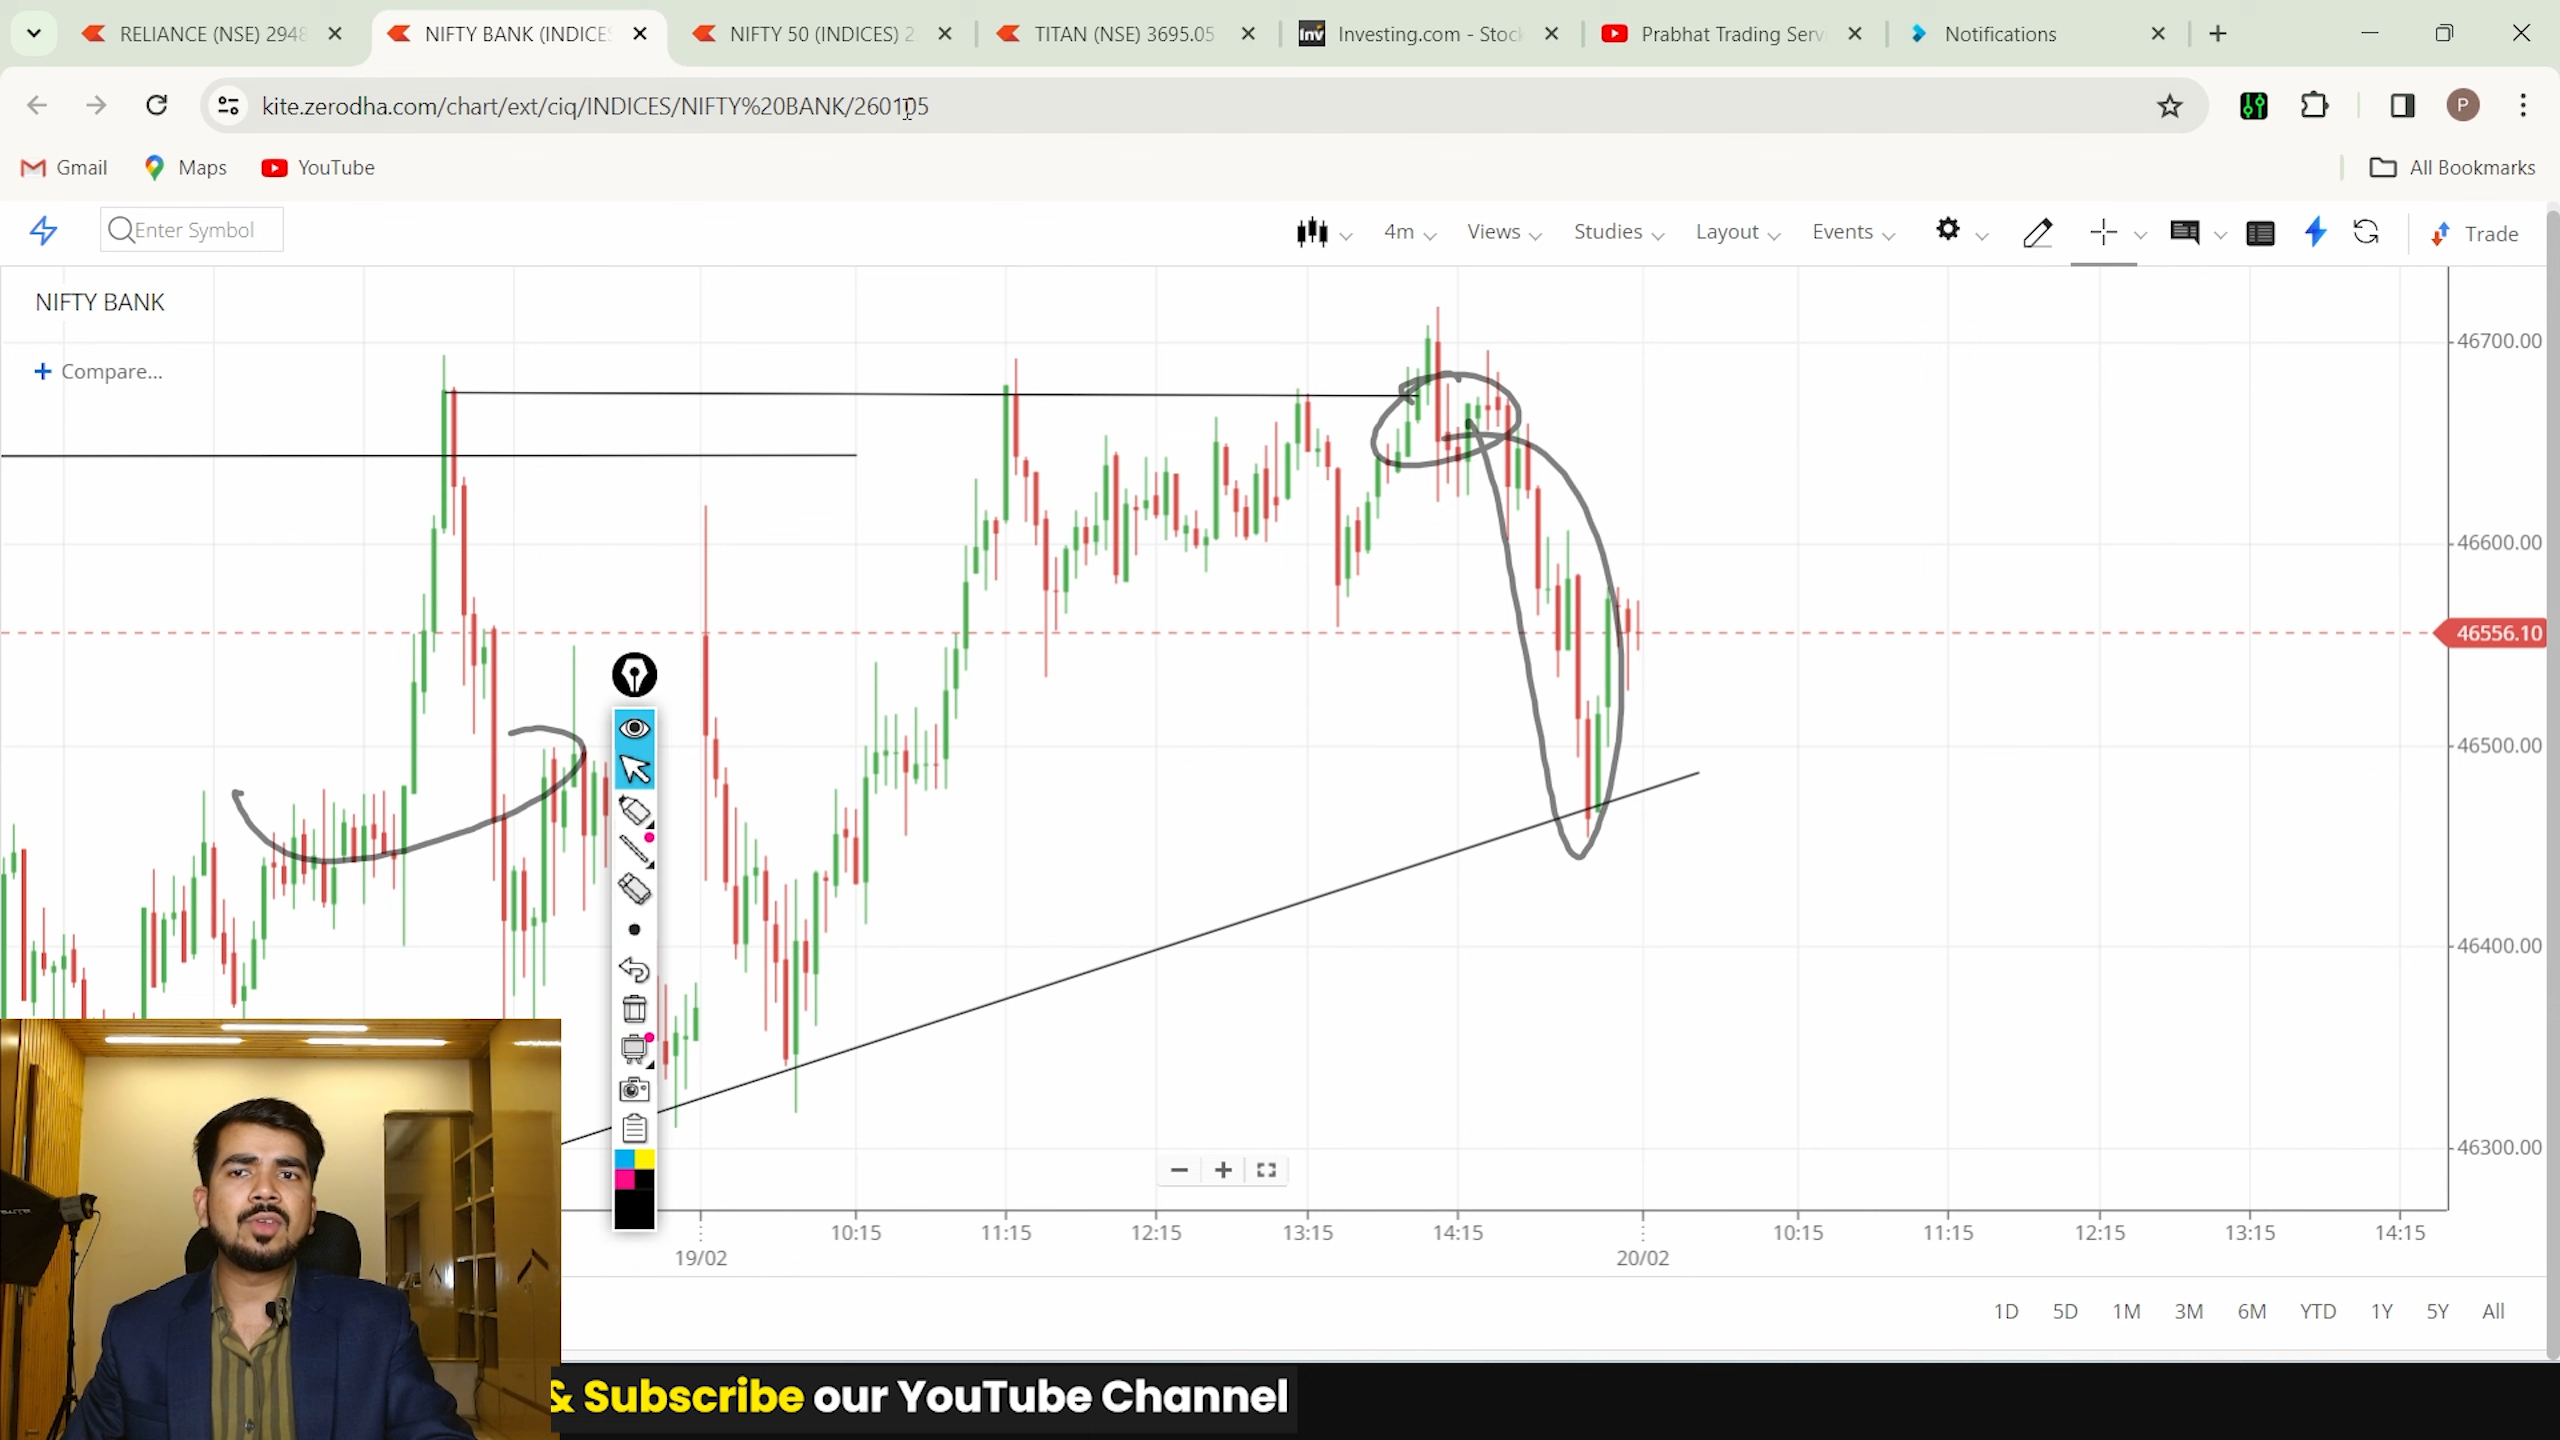 RELIANCE (NSE) 2948
NIFTY BANK (INDICES
NIFTY 50 (INDICES) 2
TITAN (NSE) 3695.05
Investing.com - Stoc
Prabhat Trading Serv
Notifications
kite.zerodha.com/chart/ext/ciq/INDICES/NIFTY%20BANK/260105
P
Gmail
Maps
YouTube
All Bookmarks
Enter Symbol
4m
Views
Studies
Layout
Events
Trade
NIFTY BANK
+ Compare...
46700.00
46600.00
46556.10
46500.00
46400.00
46300.00
10:15 11:15 12:15 13:15 14:15 10:15 11:15 12:15 13:15 14:15
19/02 20/02
1D 5D 1M 3M 6M YTD 1Y 5Y All
& Subscribe our YouTube Channel